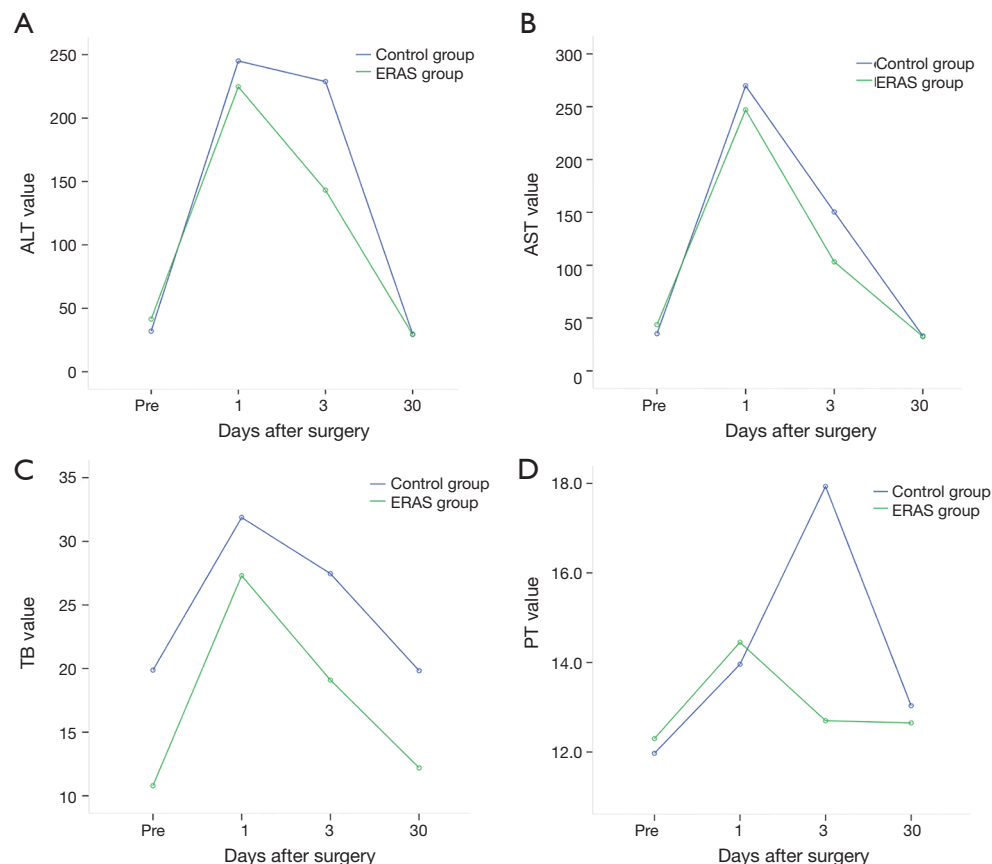 A
250
200
150
100
50
0
ALT value
Control group
ERAS group
Pre 1 3 30
Days after surgery
B
300
250
200
150
100
50
0
AST value
Control group
ERAS group
Pre 1 3 30
Days after surgery
C
35
30
25
20
15
10
TB value
Control group
ERAS group
Pre 1 3 30
Days after surgery
D
18.0
16.0
14.0
12.0
PT value
Control group
ERAS group
Pre 1 3 30
Days after surgery